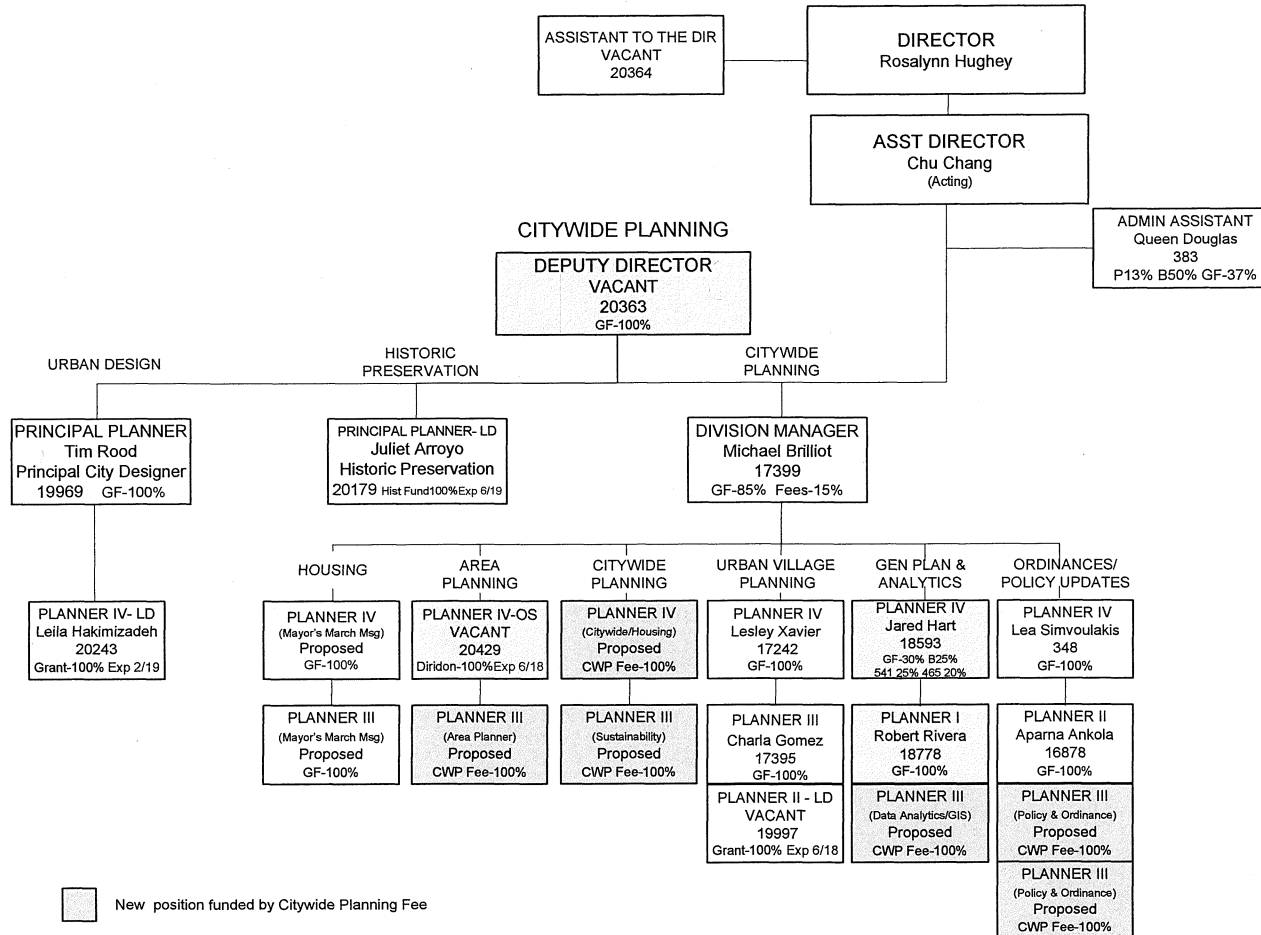 ASSISTANT TO THE DIR
VACANT
20364
DIRECTOR
Rosalynn Hughey
ASST DIRECTOR
Chu Chang
(Acting)
ADMIN ASSISTANT
Queen Douglas
383
P13% B50% GF-37%
CITYWIDE PLANNING
DEPUTY DIRECTOR
VACANT
20363
GF-100%
URBAN DESIGN
HISTORIC
PRESERVATION
CITYWIDE
PLANNING
PRINCIPAL PLANNER
Tim Rood
Principal City Designer
19969 GF-100%
PRINCIPAL PLANNER- LD
Juliet Arroyo
Historic Preservation
20179 Hist Fund100%Exp 6/19
DIVISION MANAGER
Michael Brilliot
17399
GF-85% Fees-15%
PLANNER IV- LD
Leila Hakimizadeh
20243
Grant-100% Exp 2/19
HOUSING
PLANNER IV
(Mayor's March Msg)
Proposed
GF-100%
PLANNER III
(Mayor's March Msg)
Proposed
GF-100%
AREA
PLANNING
PLANNER IV-OS
VACANT
20429
Diridon-100%Exp 6/18
PLANNER III
(Area Planner)
Proposed
CWP Fee-100%
CITYWIDE
PLANNING
PLANNER IV
(Citywide/Housing)
Proposed
CWP Fee-100%
PLANNER III
(Sustainability)
Proposed
CWP Fee-100%
URBAN VILLAGE
PLANNING
PLANNER IV
Lesley Xavier
17242
GF-100%
PLANNER III
Charla Gomez
17395
GF-100%
PLANNER II - LD
VACANT
19997
Grant-100% Exp 6/18
GEN PLAN &
ANALYTICS
PLANNER IV
Jared Hart
18593
GF-30% B25%
541 25% 465 20%
PLANNER I
Robert Rivera
18778
GF-100%
PLANNER III
(Data Analytics/GIS)
Proposed
CWP Fee-100%
ORDINANCES/
POLICY UPDATES
PLANNER IV
Lea Simvoulakis
348
GF-100%
PLANNER II
Aparna Ankola
16878
GF-100%
PLANNER III
(Policy & Ordinance)
Proposed
CWP Fee-100%
PLANNER III
(Policy & Ordinance)
Proposed
CWP Fee-100%
New position funded by Citywide Planning Fee